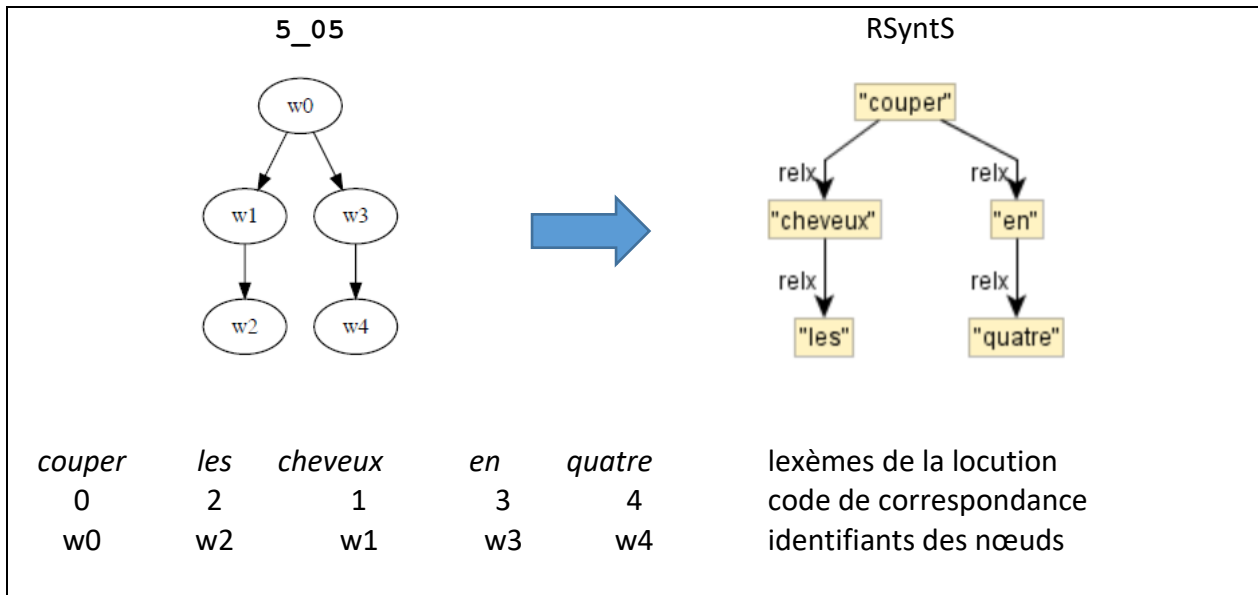 5_05 RSyntS
w0 "couper"
relx relx
w1 w3 "cheveux" "en"
relx relx
w2 w4 "les" "quatre"
couper les cheveux en quatre lexèmes de la locution
0 2 1 3 4 code de correspondance
w0 w2 w1 w3 w4 identifiants des nœuds